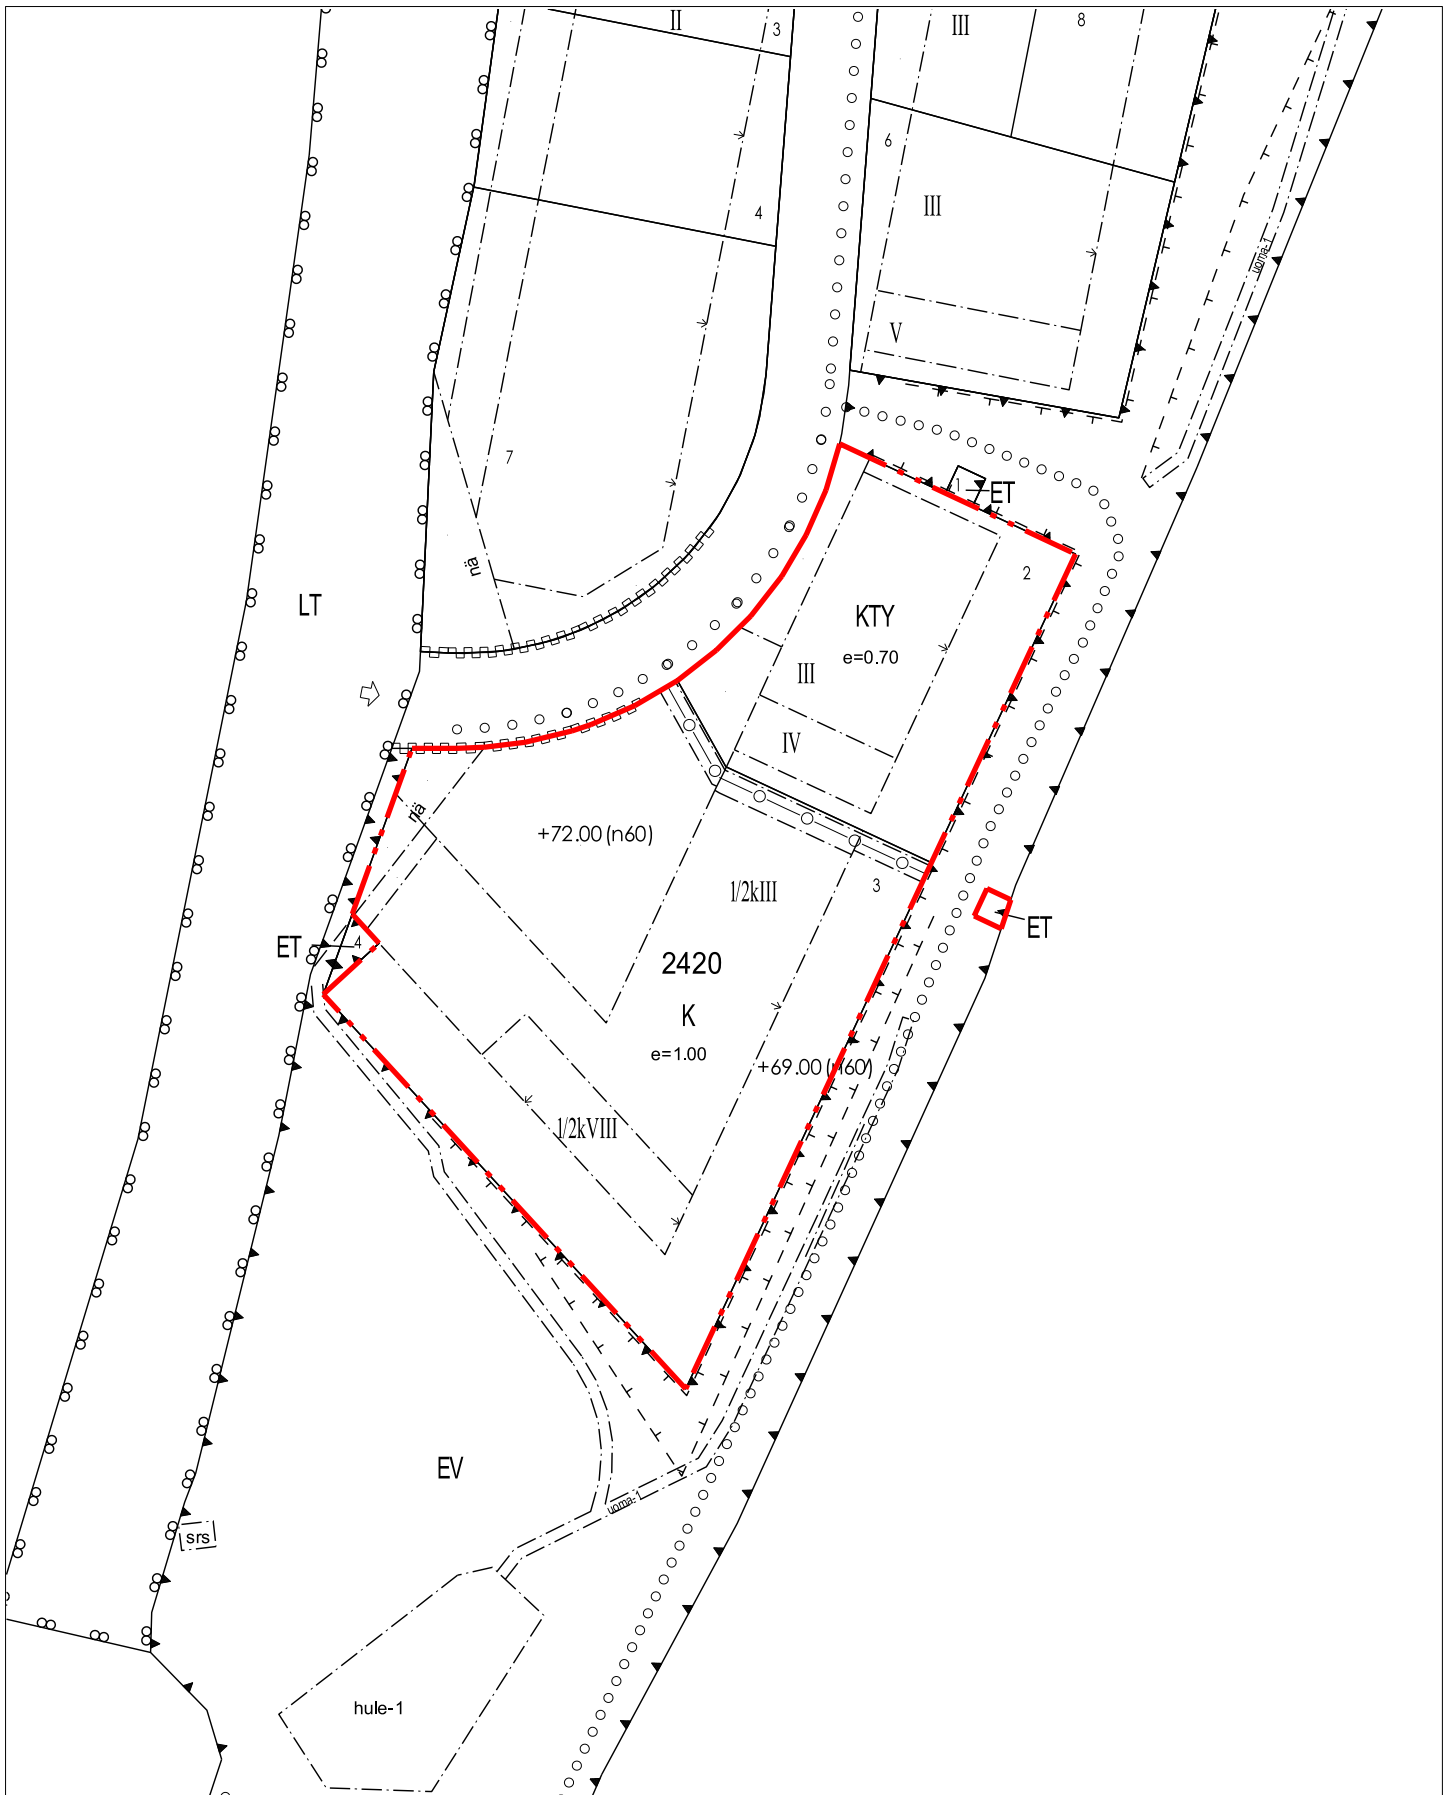 II
3
III
8
6
4
III
uoma-1
V
7
1
ET
nä
2
LT
KTY
e=0.70
III
IV
nä
+72.00 (n60)
1/2kIII
3
ET
ET
4
2420
K
e=1.00
+69.00 (n60)
1/2kVIII
EV
uoma-1
srs
hule-1